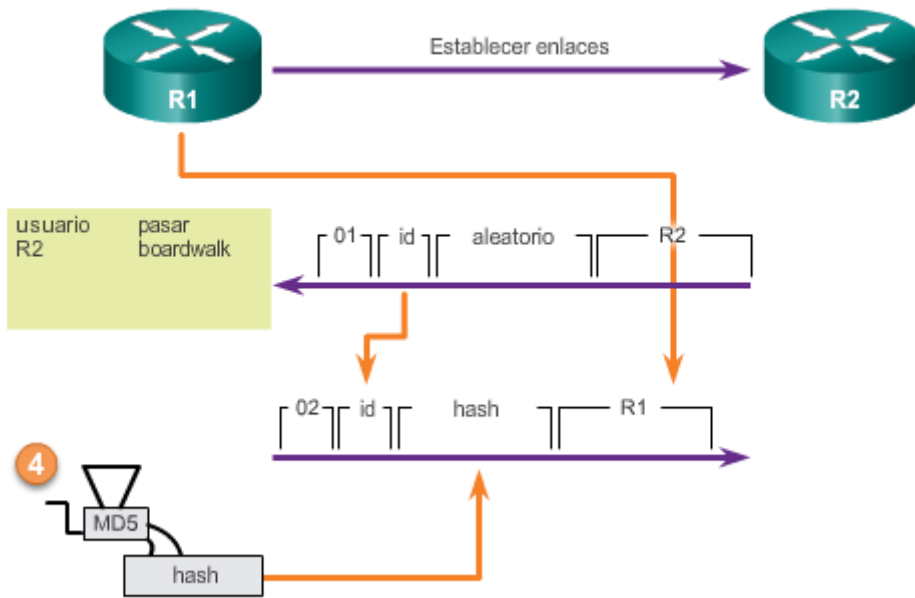 Establecer enlaces
R1
R2
usuario pasar
R2 boardwalk
01 id aleatorio R2
02 id hash R1
4
MD5
hash